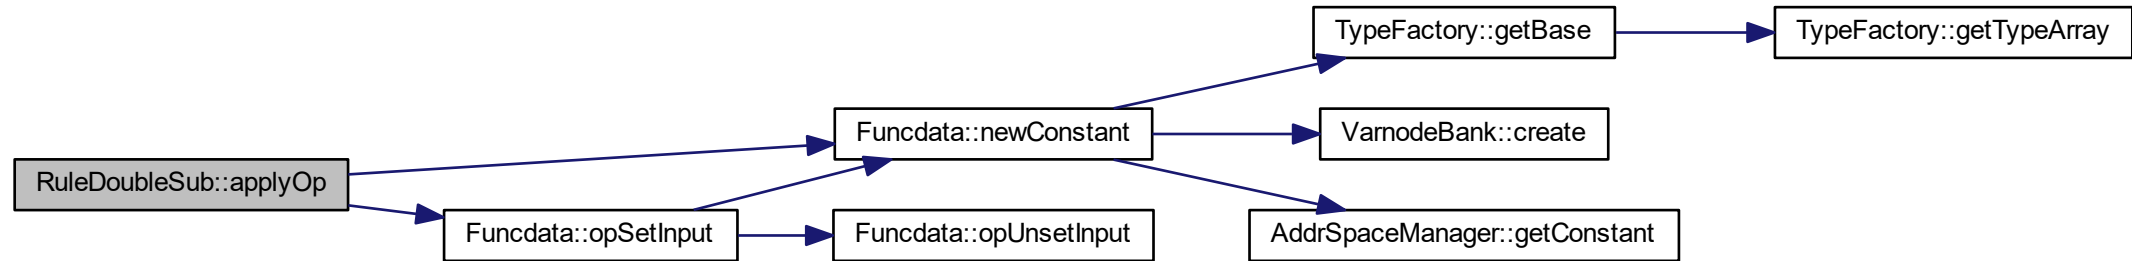 TypeFactory::getBase
TypeFactory::getTypeArray
Funcdata::newConstant
VarnodeBank::create
RuleDoubleSub::applyOp
Funcdata::opSetInput
Funcdata::opUnsetInput
AddrSpaceManager::getConstant